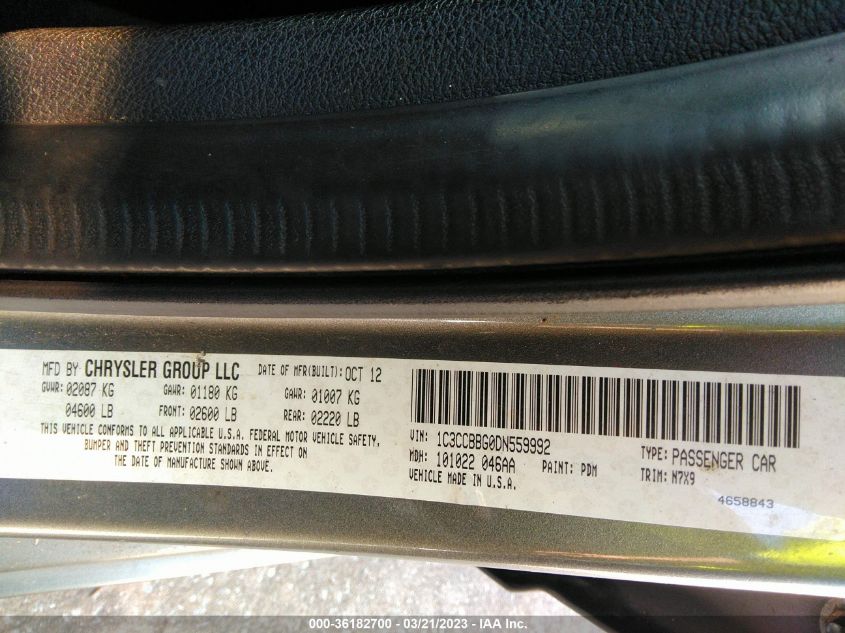 MFD BY CHRYSLER GROUP LLC DATE OF MFR(BUILT): OCT 12
GVWR: 02087 KG GAWR: 01180 KG GAWR: 01007 KG
04600 LB FRONT: 02600 LB REAR: 02220 LB
THIS VEHICLE CONFORMS TO ALL APPLICABLE U.S.A. FEDERAL MOTOR VEHICLE SAFETY,
BUMPER AND THEFT PREVENTION STANDARDS IN EFFECT ON
THE DATE OF MANUFACTURE SHOWN ABOVE.
VIN: 1C3CCBBG0DN559992 TYPE: PASSENGER CAR
MDH: 101022 046AA PAINT: PDM TRIM: N7X9
VEHICLE MADE IN U.S.A. 4658843
000-36182700 - 03/21/2023 - © IAA Inc.